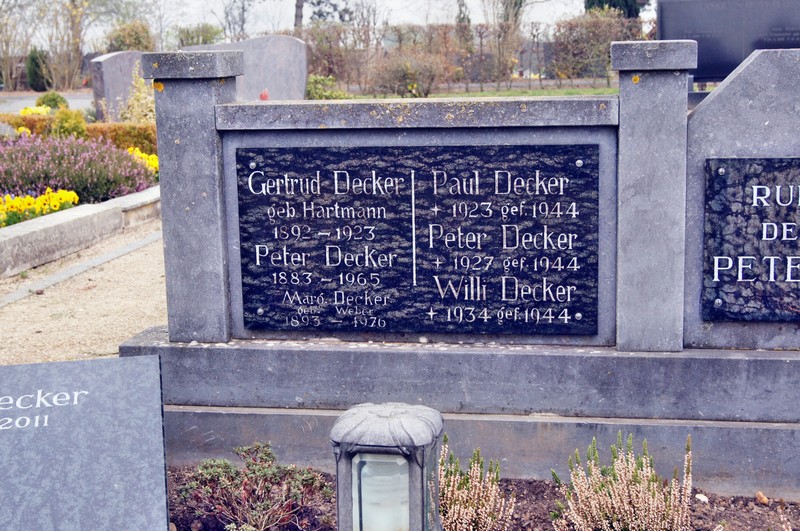 Gertrud Decker
geb. Hartmann
1892 – 1923
Peter Decker
1883 – 1965
Marg. Decker
geb. Weber
1893 – 1976
Paul Decker
+ 1923 gef. 1944
Peter Decker
+ 1927 gef. 1944
Willi Decker
+ 1934 gef. 1944
RU
DE
PETE
ecker
2011